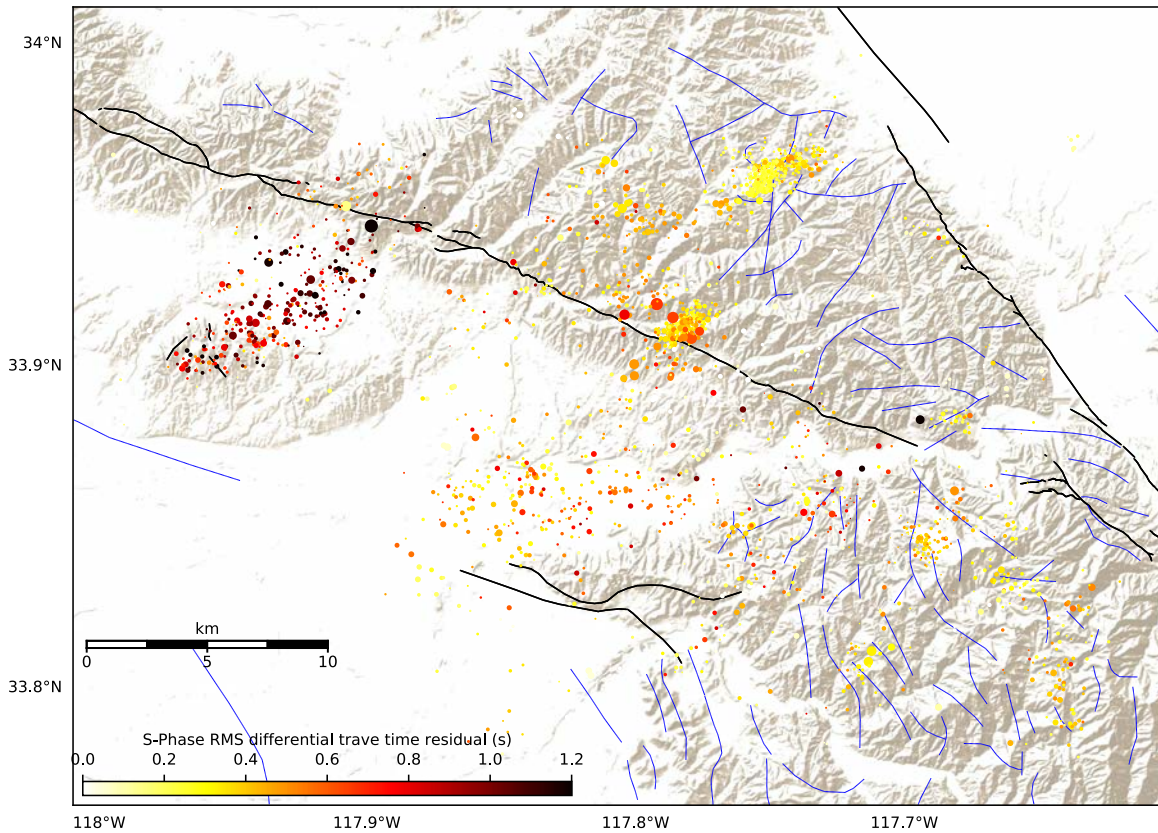 34°N
33.9°N
33.8°N
km
0 5 10
S-Phase RMS differential trave time residual (s)
0.0 0.2 0.4 0.6 0.8 1.0 1.2
118°W 117.9°W 117.8°W 117.7°W